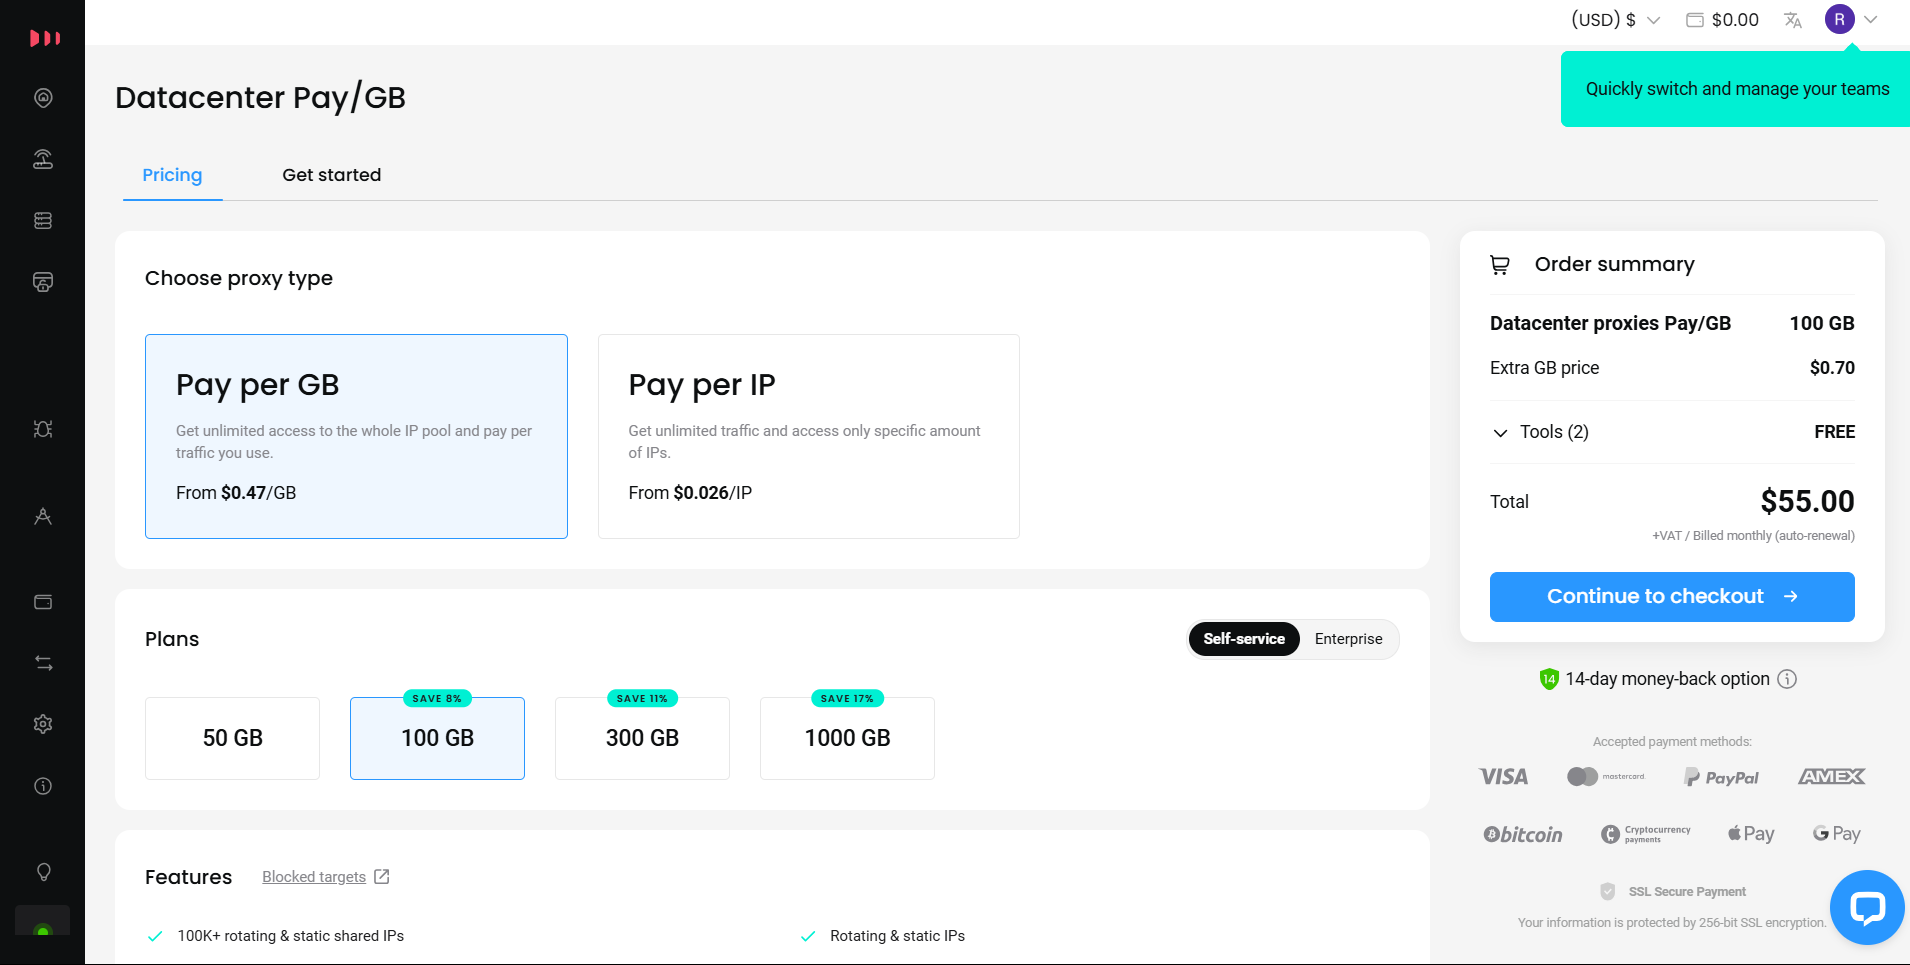 (USD) $
$0.00
R
Quickly switch and manage your teams
Datacenter Pay/GB
Pricing
Get started
Choose proxy type
Pay per GB
Get unlimited access to the whole IP pool and pay per
traffic you use.
From $0.47/GB
Pay per IP
Get unlimited traffic and access only specific amount
of IPs.
From $0.026/IP
Plans
Self-service
Enterprise
50 GB
SAVE 8%
100 GB
SAVE 11%
300 GB
SAVE 17%
1000 GB
Features
Blocked targets
100K+ rotating & static shared IPs
Rotating & static IPs
Order summary
Datacenter proxies Pay/GB 100 GB
Extra GB price $0.70
Tools (2) FREE
Total $55.00
+VAT / Billed monthly (auto-renewal)
Continue to checkout →
14 14-day money-back option
Accepted payment methods:
VISA mastercard PayPal AMEX
bitcoin Cryptocurrency payments Pay G Pay
SSL Secure Payment
Your information is protected by 256-bit SSL encryption.